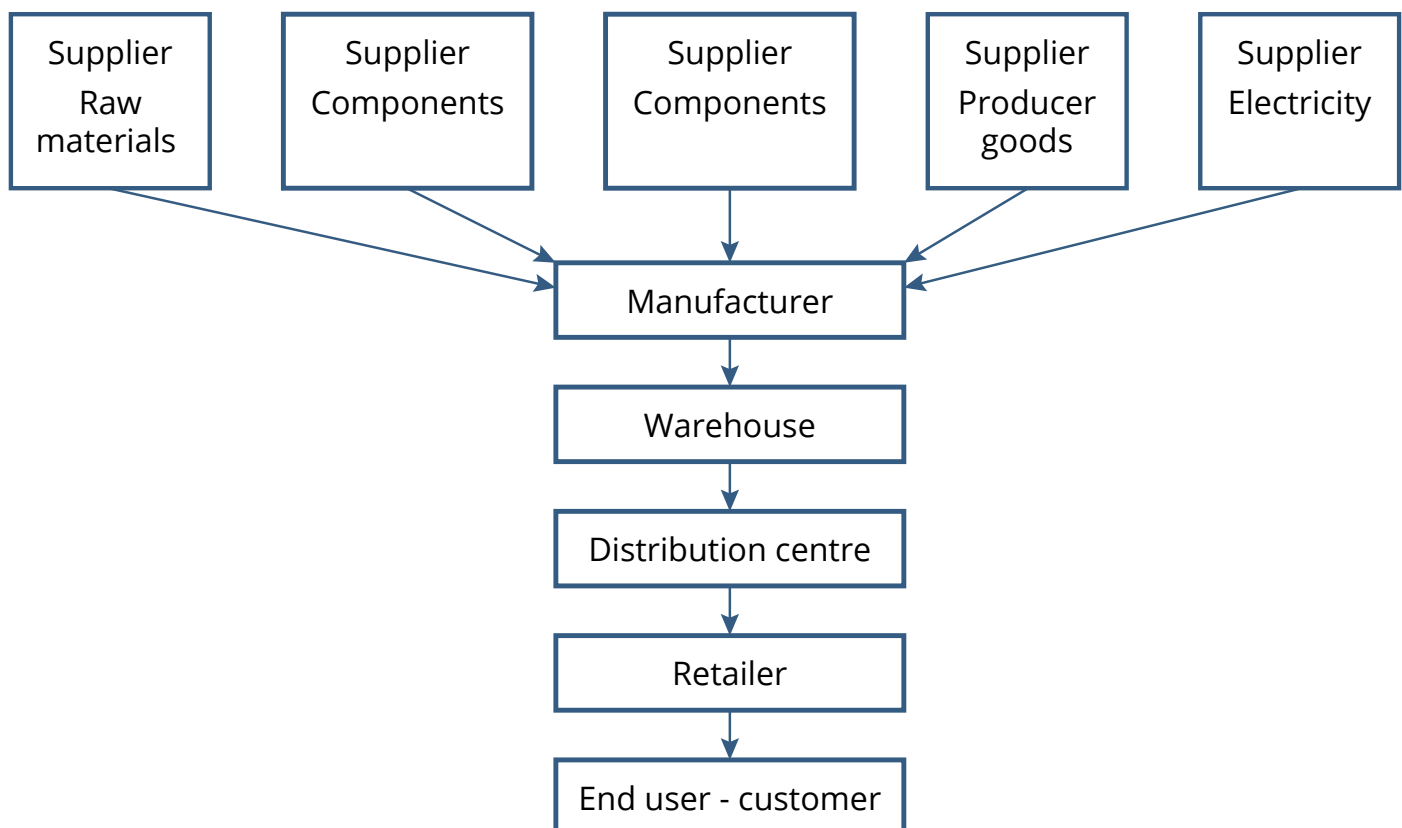 Supplier
Raw
materials
Supplier
Components
Supplier
Components
Supplier
Producer
goods
Supplier
Electricity
Manufacturer
Warehouse
Distribution centre
Retailer
End user - customer